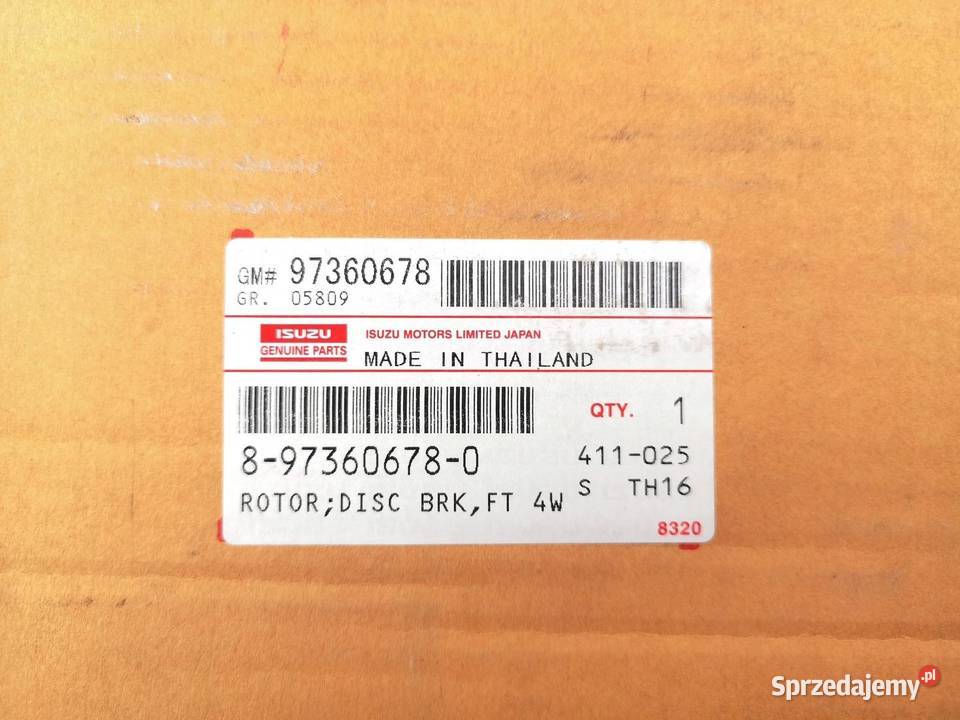 GM# 97360678
GR. 05809
ISUZU
GENUINE PARTS
ISUZU MOTORS LIMITED JAPAN
MADE IN THAILAND
QTY. 1
8-97360678-0
411-025
S TH16
ROTOR;DISC BRK,FT 4W
8320
Sprzedajemy.pl